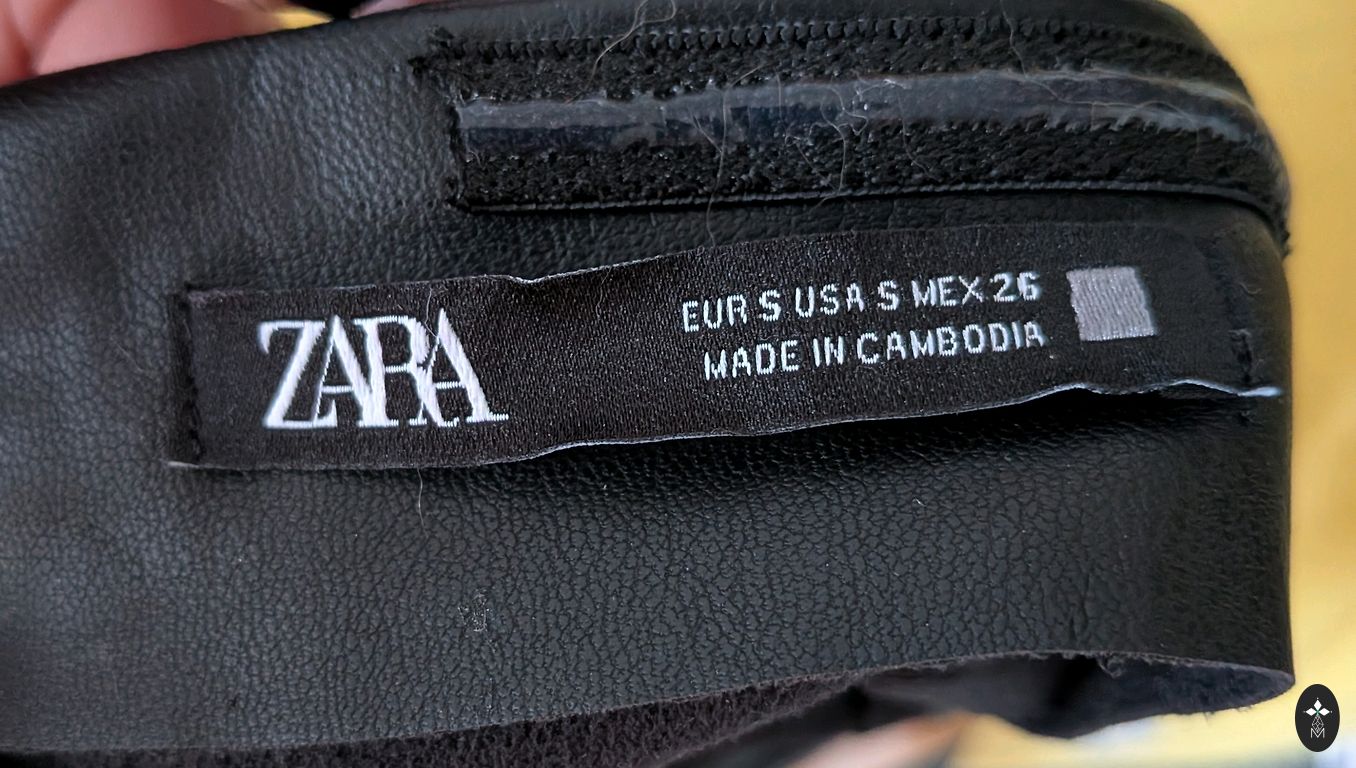 ZARA
EUR S USA S MEX 26
MADE IN CAMBODIA
M